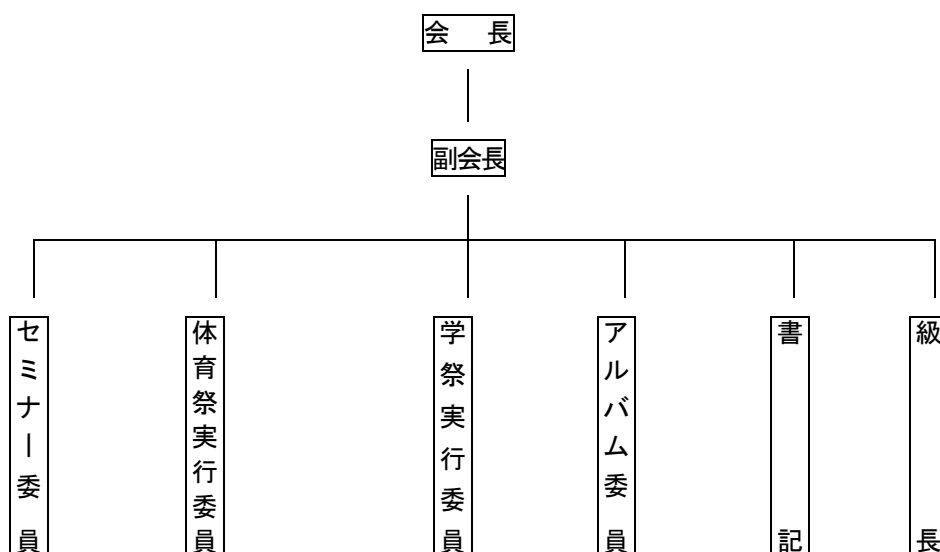 会　長
副会長
セミナー委員
体育祭実行委員
学祭実行委員
アルバム委員
書記
級長